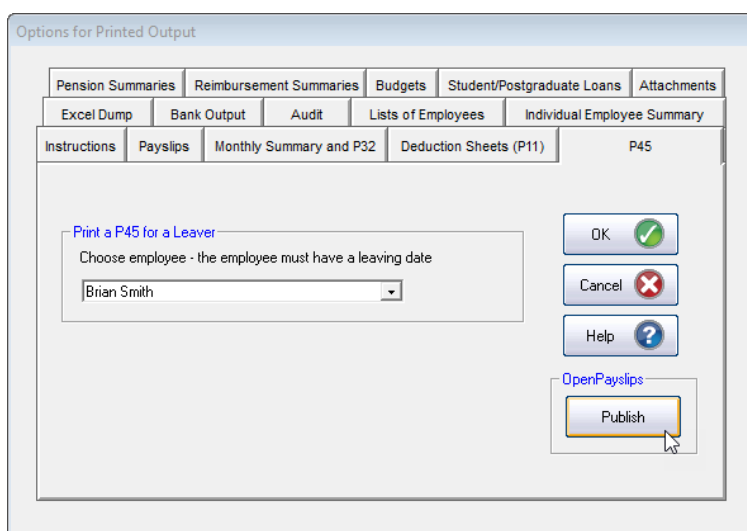 Options for Printed Output
Pension Summaries Reimbursement Summaries Budgets Student/Postgraduate Loans Attachments
Excel Dump Bank Output Audit Lists of Employees Individual Employee Summary
Instructions Payslips Monthly Summary and P32 Deduction Sheets (P11) P45
Print a P45 for a Leaver
Choose employee - the employee must have a leaving date
Brian Smith
OK
Cancel
Help
OpenPayslips
Publish